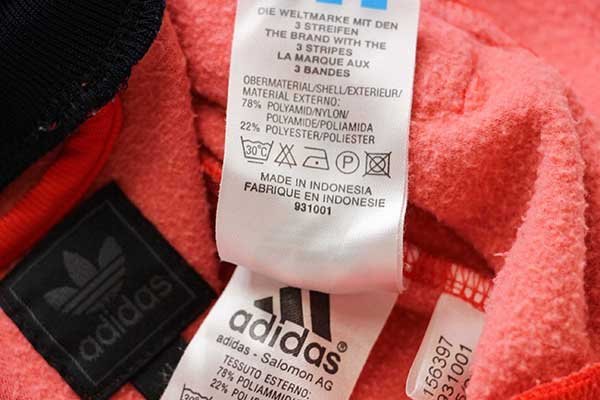 DIE WELTMARKE MIT DEN
3 STREIFEN
THE BRAND WITH THE
3 STRIPES
LA MARQUE AUX
3 BANDES
OBERMATERIAL/SHELL/EXTERIEUR/
MATERIAL EXTERNO:
78% POLYAMID/NYLON/
POLYAMIDE/POLIAMIDA
22% POLYESTER/POLIESTER
30°C
P
MADE IN INDONESIA
FABRIQUE EN INDONESIE
931001
adidas
adidas
adidas - Salomon AG
TESSUTO ESTERNO:
78% POLIAMMIDE
22%
156397
931001